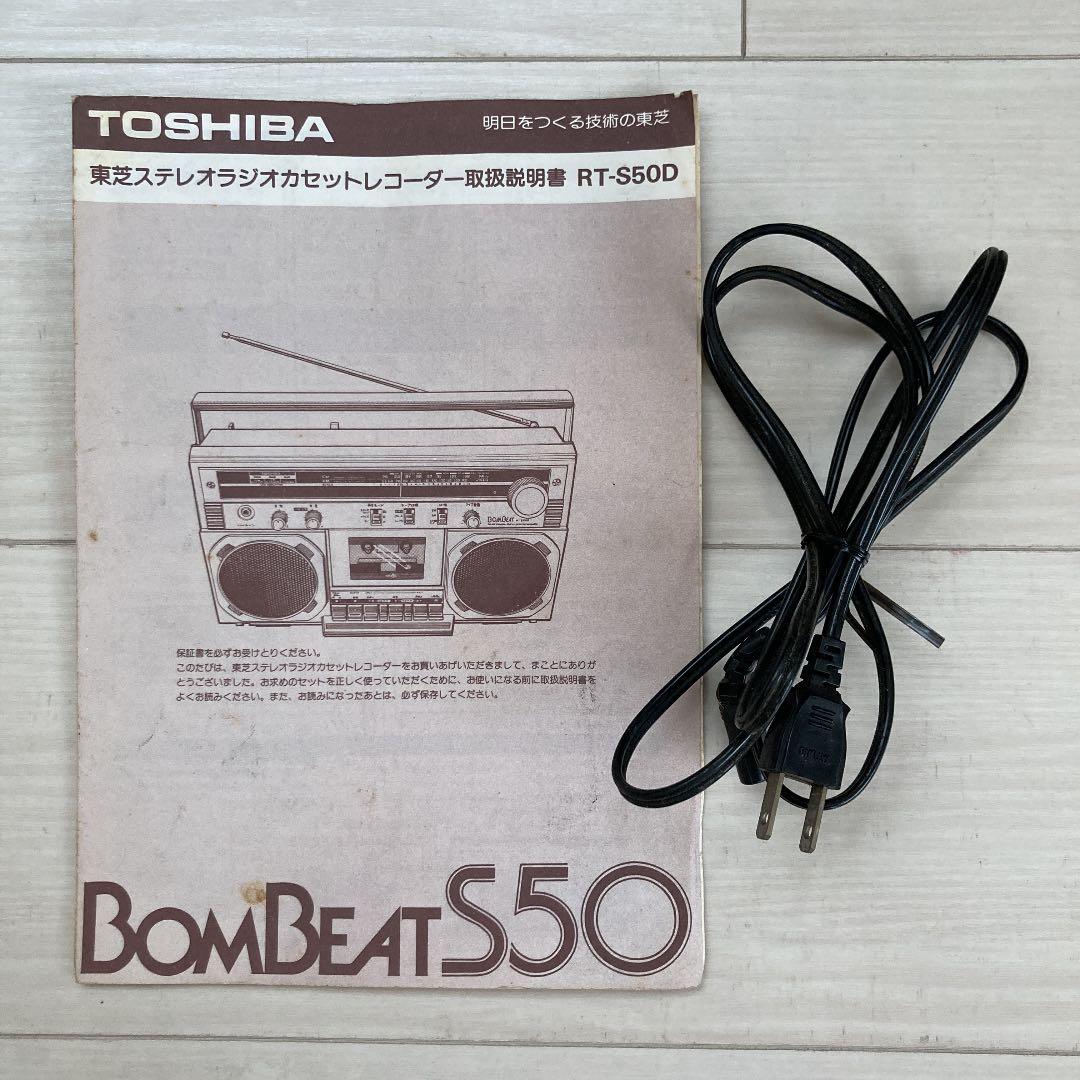 TOSHIBA
明日をつくる技術の東芝
東芝ステレオラジオカセットレコーダー取扱説明書 RT-S50D
BOMBEAT
保証書を必ずお受けとりください。
このたびは、東芝ステレオラジオカセットレコーダーをお買いあげいただきまして、まことにありが
とうございました。お求めのセットを正しく使っていただくために、お使いになる前に取扱説明書を
よくお読みください。また、お読みになったあとは、必ず保存してください。
BOMBEAT S50